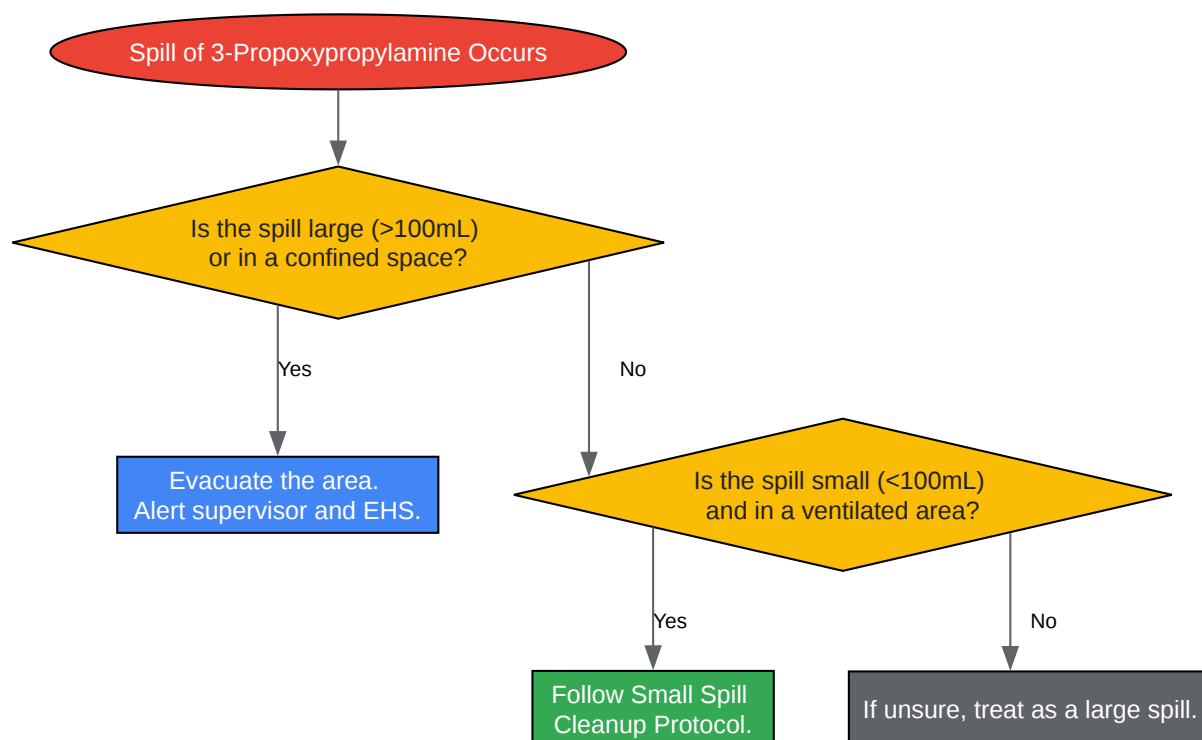 Spill of 3-Propoxypropylamine Occurs
Is the spill large (>100mL)
or in a confined space?
Yes
No
Evacuate the area.
Alert supervisor and EHS.
Is the spill small (<100mL)
and in a ventilated area?
Yes
No
Follow Small Spill
Cleanup Protocol.
If unsure, treat as a large spill.